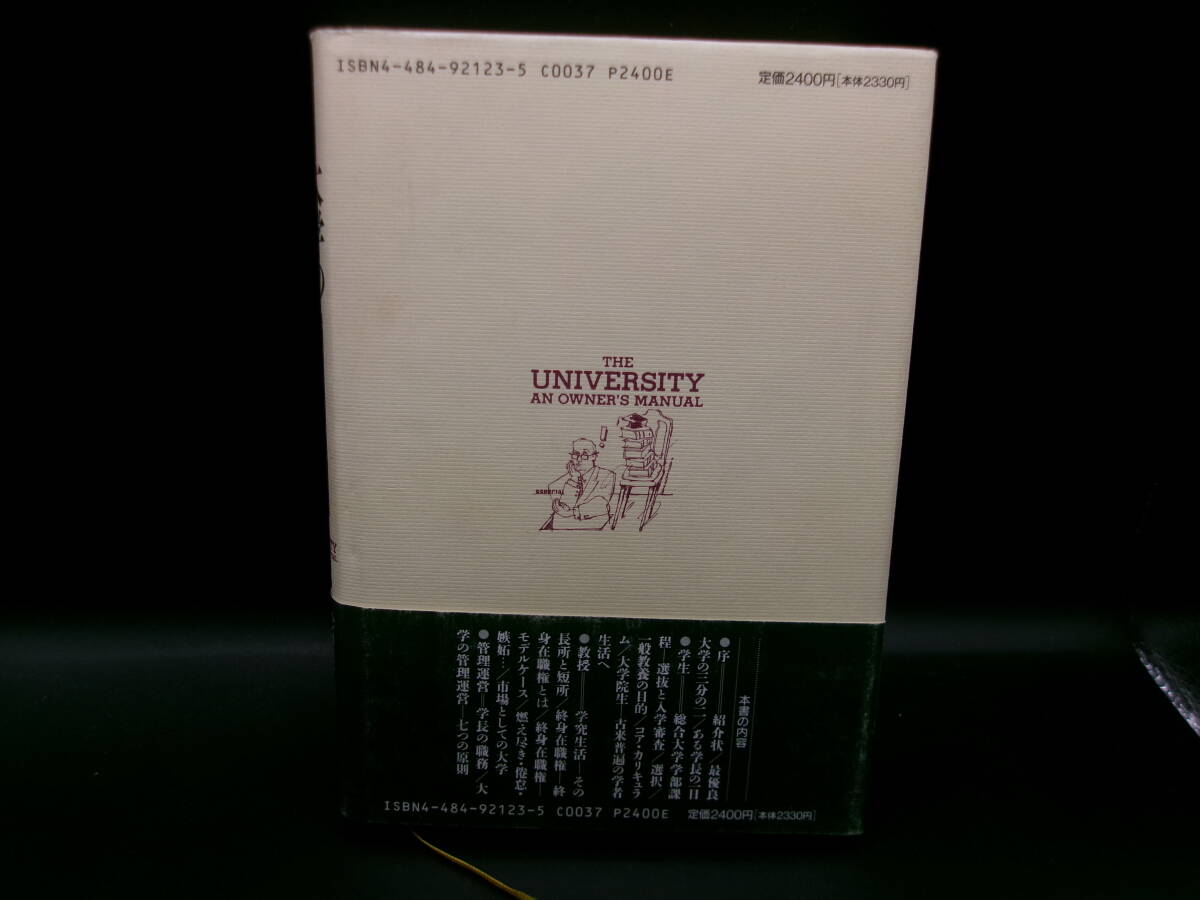 ISBN4-484-92123-5 C0037 P2400E
定価2400円[本体2330円]
THE
UNIVERSITY
AN OWNER'S MANUAL
本書の内容
●序――紹介状/最優良
大学の三分の二/ある学長の一日
●学生――総合大学学部課
程―選抜と入学審査/選択/
一般教養の目的/コア・カリキュラ
ム/大学院生―古来普遍の学者
生活へ
●教授――学究生活―その
長所と短所/終身在職権―終
身在職権とは/終身在職権―
モデルケース/燃え尽き・倦怠・
嫉妬…/市場としての大学
●管理運営―学長の職務/大
学の管理運営―七つの原則
ISBN4-484-92123-5 C0037 P2400E
定価2400円[本体2330円]